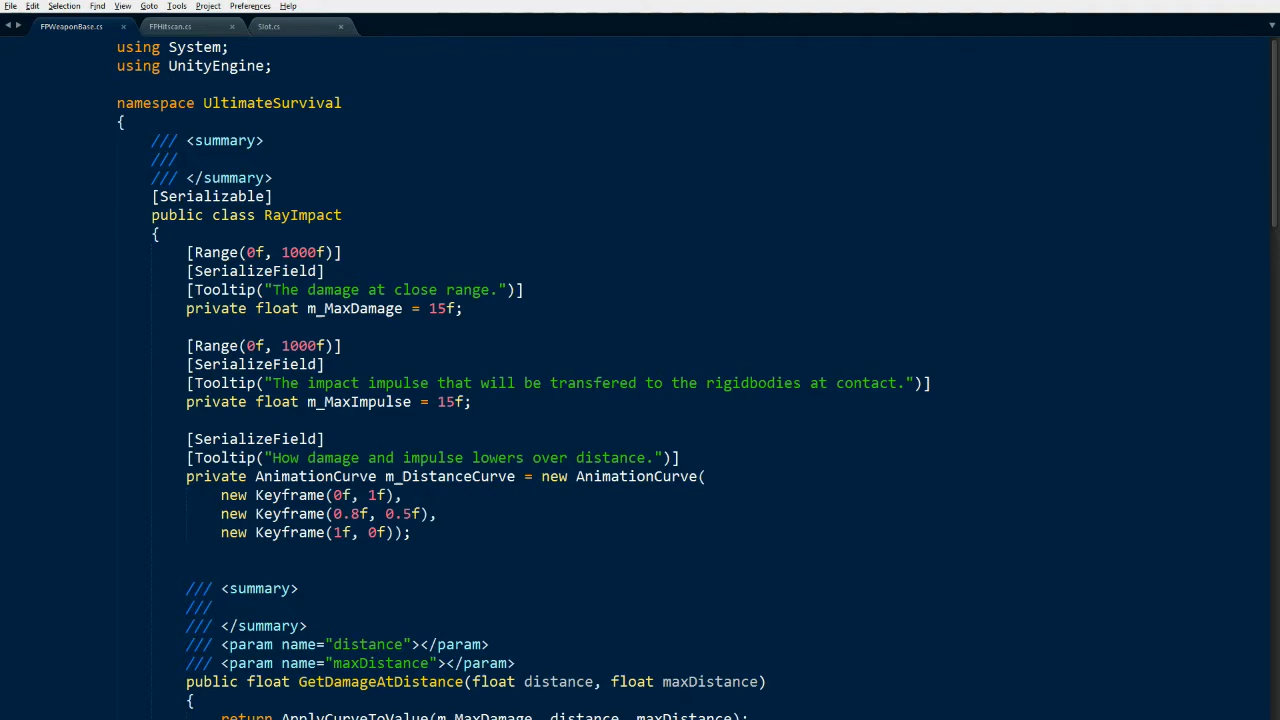 File Edit Selection Find View Goto Tools Project Preferences Help
FPWeaponBase.cs × FPHitscan.cs × Slot.cs ×
using System;
using UnityEngine;
namespace UltimateSurvival
{
/// <summary>
///
/// </summary>
[Serializable]
public class RayImpact
{
[Range(0f, 1000f)]
[SerializeField]
[Tooltip("The damage at close range.")]
private float m_MaxDamage = 15f;
[Range(0f, 1000f)]
[SerializeField]
[Tooltip("The impact impulse that will be transfered to the rigidbodies at contact.")]
private float m_MaxImpulse = 15f;
[SerializeField]
[Tooltip("How damage and impulse lowers over distance.")]
private AnimationCurve m_DistanceCurve = new AnimationCurve(
new Keyframe(0f, 1f),
new Keyframe(0.8f, 0.5f),
new Keyframe(1f, 0f));
/// <summary>
///
/// </summary>
/// <param name="distance"></param>
/// <param name="maxDistance"></param>
public float GetDamageAtDistance(float distance, float maxDistance)
{
return ApplyCurveToValue(m_MaxDamage, distance, maxDistance);